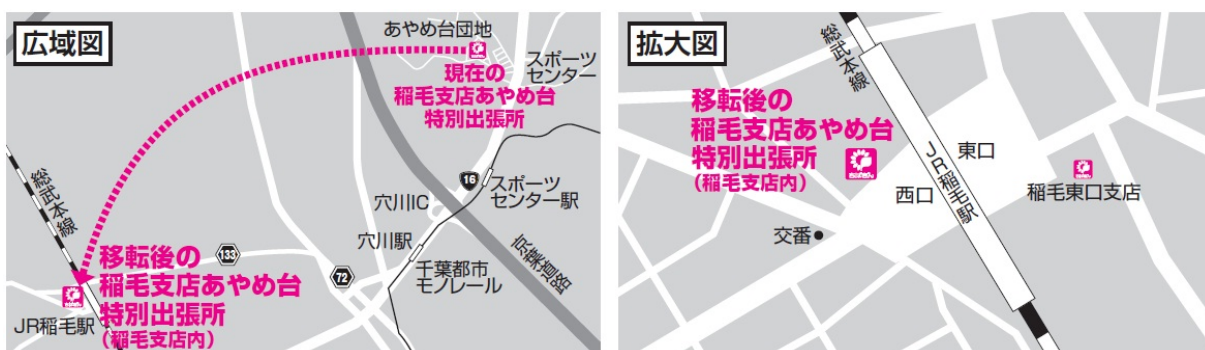 広域図
あやめ台団地
スポーツ
センター
現在の
稲毛支店あやめ台
特別出張所
総武本線
16
スポーツ
センター駅
穴川IC
穴川駅
133
72
千葉都市
モノレール
京葉道路
移転後の
稲毛支店あやめ台
特別出張所
(稲毛支店内)
JR稲毛駅
拡大図
総武本線
移転後の
稲毛支店あやめ台
特別出張所
(稲毛支店内)
JR稲毛駅
東口
西口
稲毛東口支店
交番